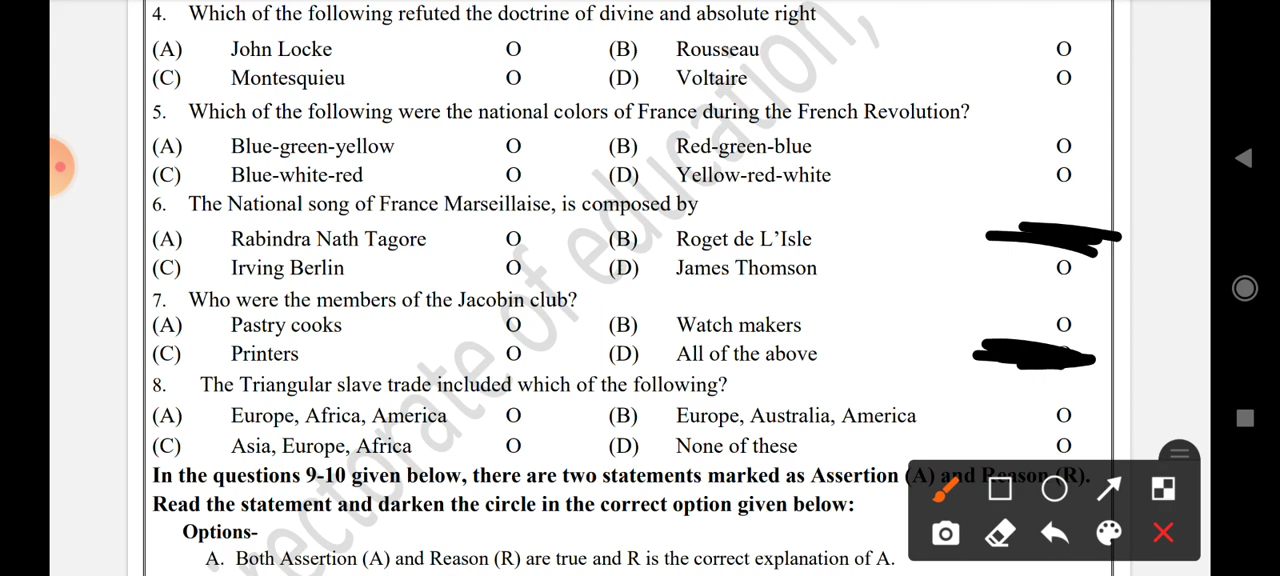 4. Which of the following refuted the doctrine of divine and absolute right
(A) John Locke O (B) Rousseau O
(C) Montesquieu O (D) Voltaire O
5. Which of the following were the national colors of France during the French Revolution?
(A) Blue-green-yellow O (B) Red-green-blue O
(C) Blue-white-red O (D) Yellow-red-white O
6. The National song of France Marseillaise, is composed by
(A) Rabindra Nath Tagore O (B) Roget de L’Isle
(C) Irving Berlin O (D) James Thomson O
7. Who were the members of the Jacobin club?
(A) Pastry cooks O (B) Watch makers O
(C) Printers O (D) All of the above
8. The Triangular slave trade included which of the following?
(A) Europe, Africa, America O (B) Europe, Australia, America O
(C) Asia, Europe, Africa O (D) None of these O
In the questions 9-10 given below, there are two statements marked as Assertion (A) and Reason (R).
Read the statement and darken the circle in the correct option given below:
Options-
A. Both Assertion (A) and Reason (R) are true and R is the correct explanation of A.
irectorate of education,